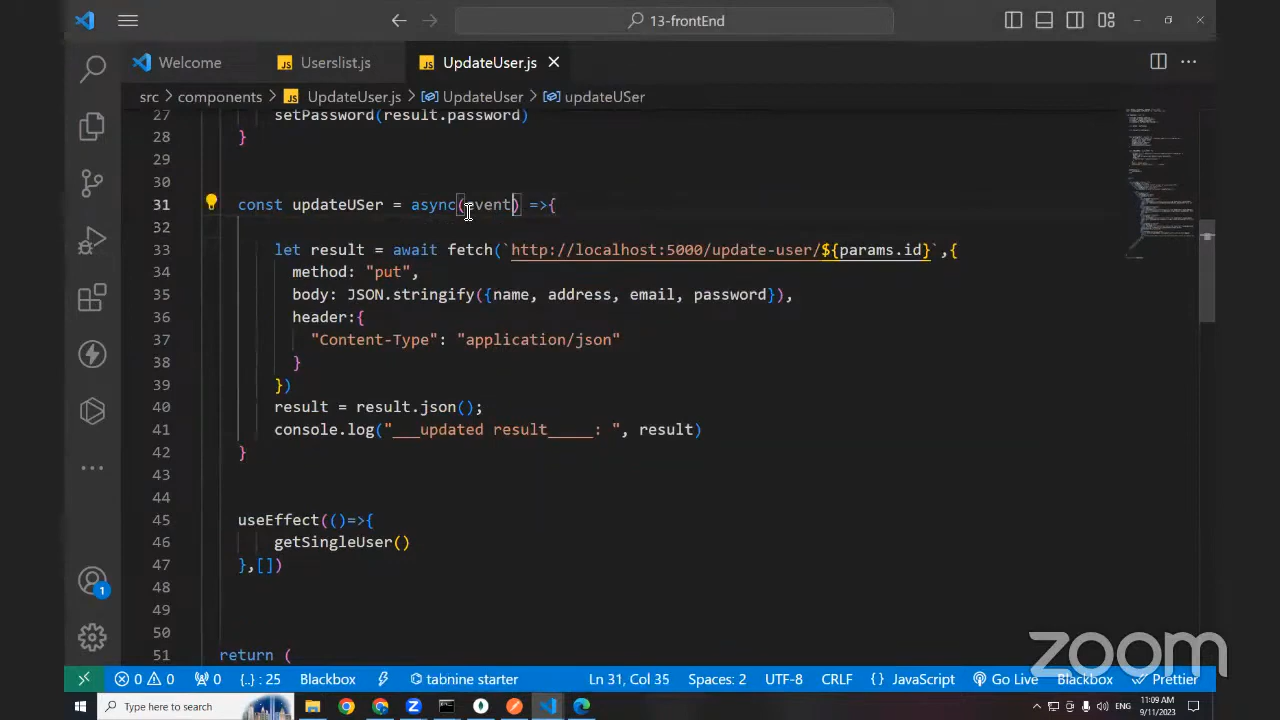 13-frontEnd
Welcome
Userslist.js
UpdateUser.js
src > components > UpdateUser.js > UpdateUser > updateUSer
27 setPassword(result.password)
28 }
29
30
31 const updateUSer = async(event) =>{
32
33 let result = await fetch(`http://localhost:5000/update-user/${params.id}`,{
34 method: "put",
35 body: JSON.stringify({name, address, email, password}),
36 header:{
37 "Content-Type": "application/json"
38 }
39 })
40 result = result.json();
41 console.log("___updated result_____: ", result)
42 }
43
44
45 useEffect(()=>{
46 getSingleUser()
47 },[])
48
49
50
51 return (
1
zoom
0 0 0 {..} : 25 Blackbox tabnine starter Ln 31, Col 35 Spaces: 2 UTF-8 CRLF { } JavaScript Go Live Blackbox Prettier
Type here to search
11:09 AM
9/11/2023